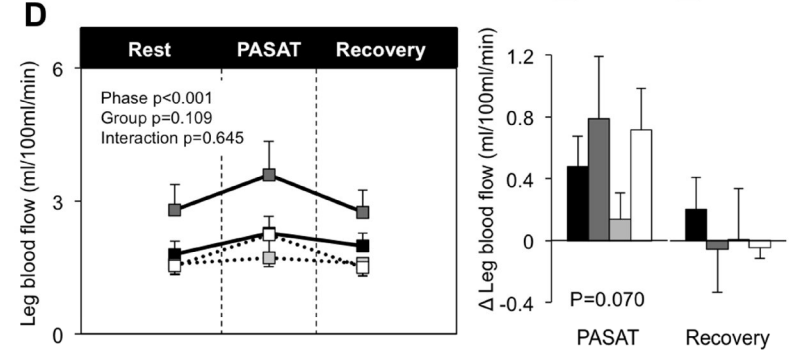 D
Rest PASAT Recovery
Leg blood flow (ml/100ml/min)
6
3
0
Phase p<0.001
Group p=0.109
Interaction p=0.645
Δ Leg blood flow (ml/100ml/min)
1.2
0.8
0.4
0
-0.4
P=0.070
PASAT Recovery